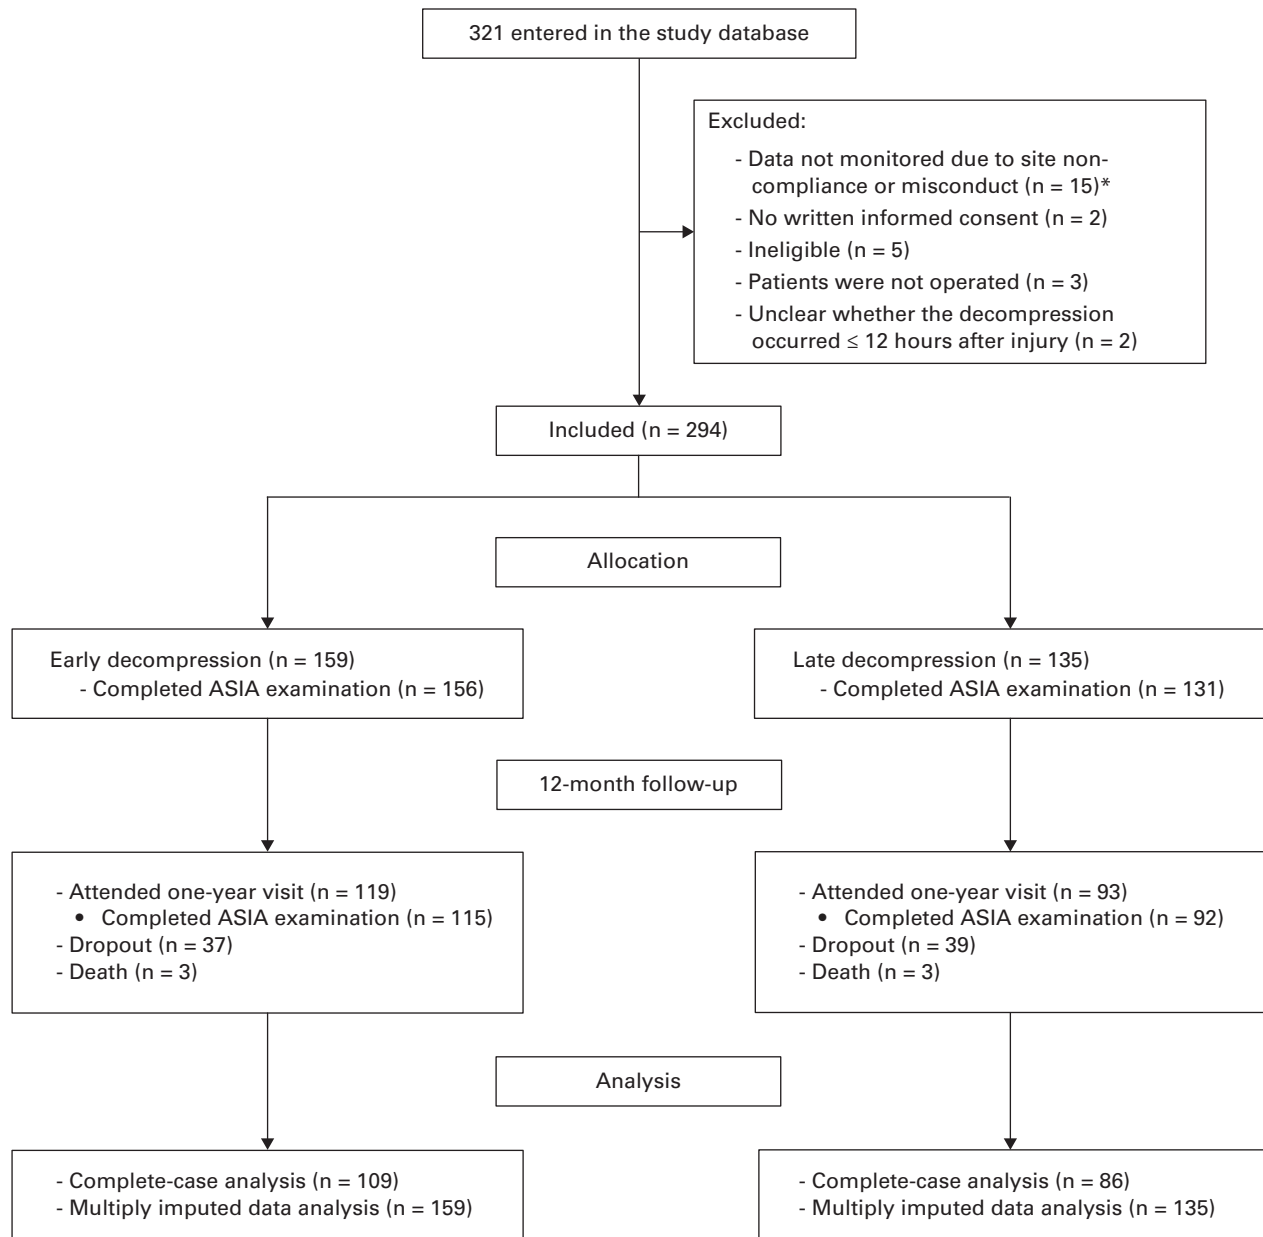 321 entered in the study database
Excluded:
- Data not monitored due to site non-
compliance or misconduct (n = 15)*
- No written informed consent (n = 2)
- Ineligible (n = 5)
- Patients were not operated (n = 3)
- Unclear whether the decompression
occurred ≤ 12 hours after injury (n = 2)
Included (n = 294)
Allocation
Early decompression (n = 159)
- Completed ASIA examination (n = 156)
Late decompression (n = 135)
- Completed ASIA examination (n = 131)
12-month follow-up
- Attended one-year visit (n = 119)
• Completed ASIA examination (n = 115)
- Dropout (n = 37)
- Death (n = 3)
- Attended one-year visit (n = 93)
• Completed ASIA examination (n = 92)
- Dropout (n = 39)
- Death (n = 3)
Analysis
- Complete-case analysis (n = 109)
- Multiply imputed data analysis (n = 159)
- Complete-case analysis (n = 86)
- Multiply imputed data analysis (n = 135)